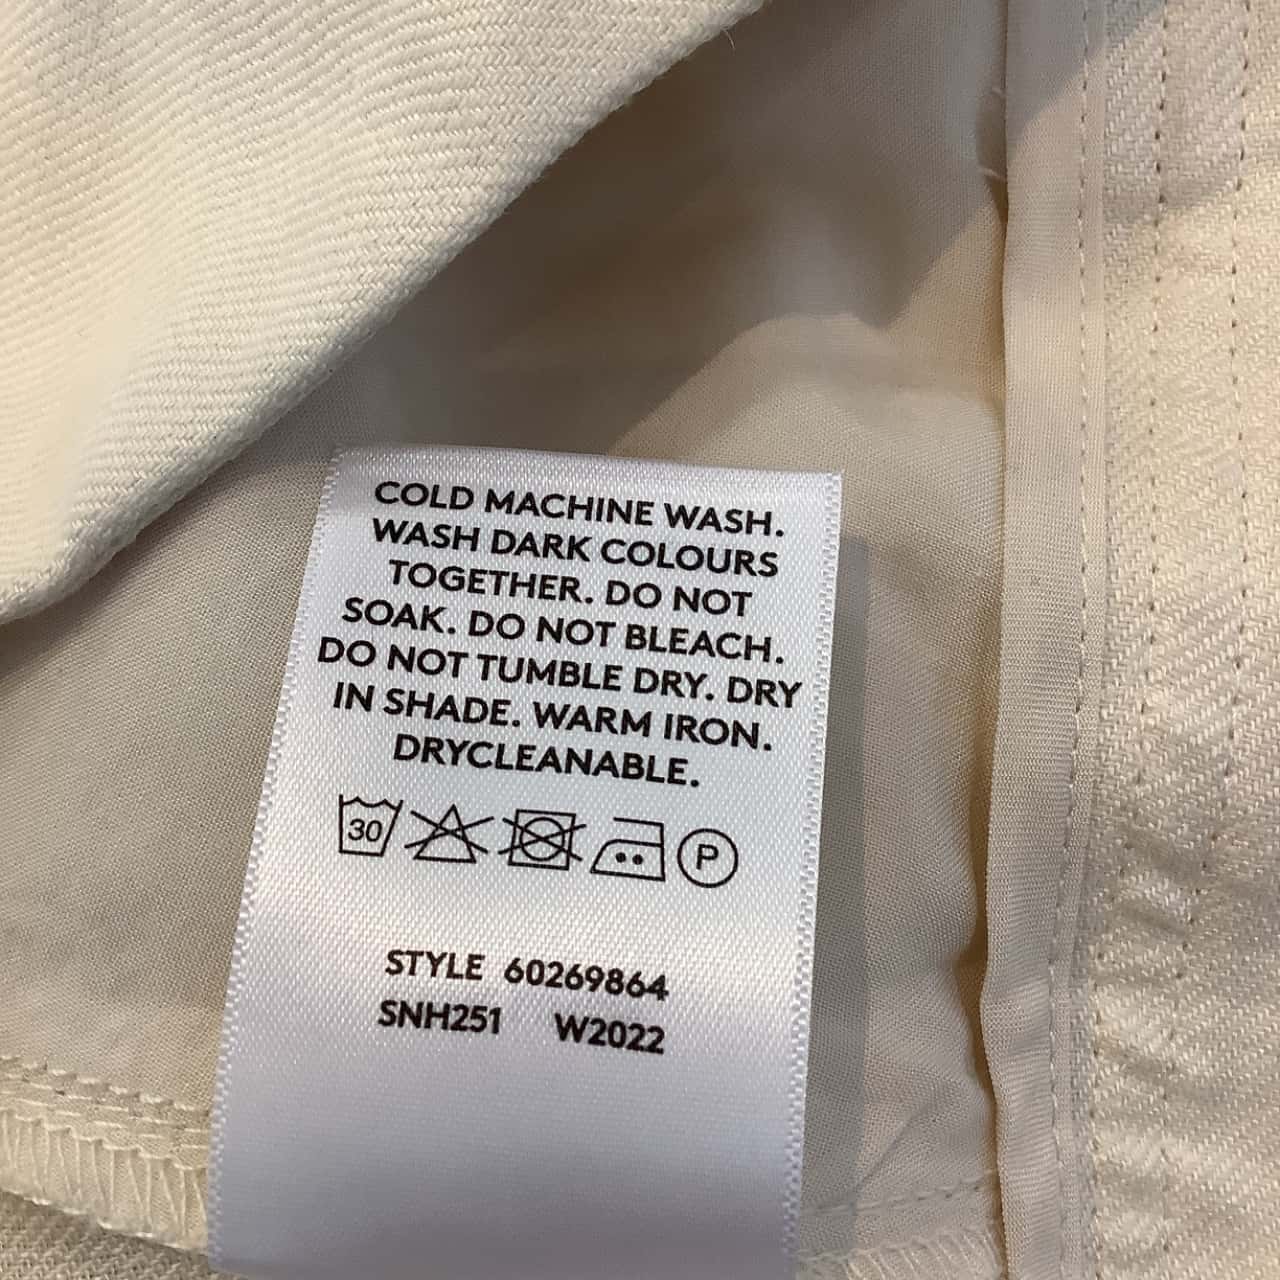 COLD MACHINE WASH.
WASH DARK COLOURS
TOGETHER. DO NOT
SOAK. DO NOT BLEACH.
DO NOT TUMBLE DRY. DRY
IN SHADE. WARM IRON.
DRYCLEANABLE.
30 P
STYLE 60269864
SNH251 W2022